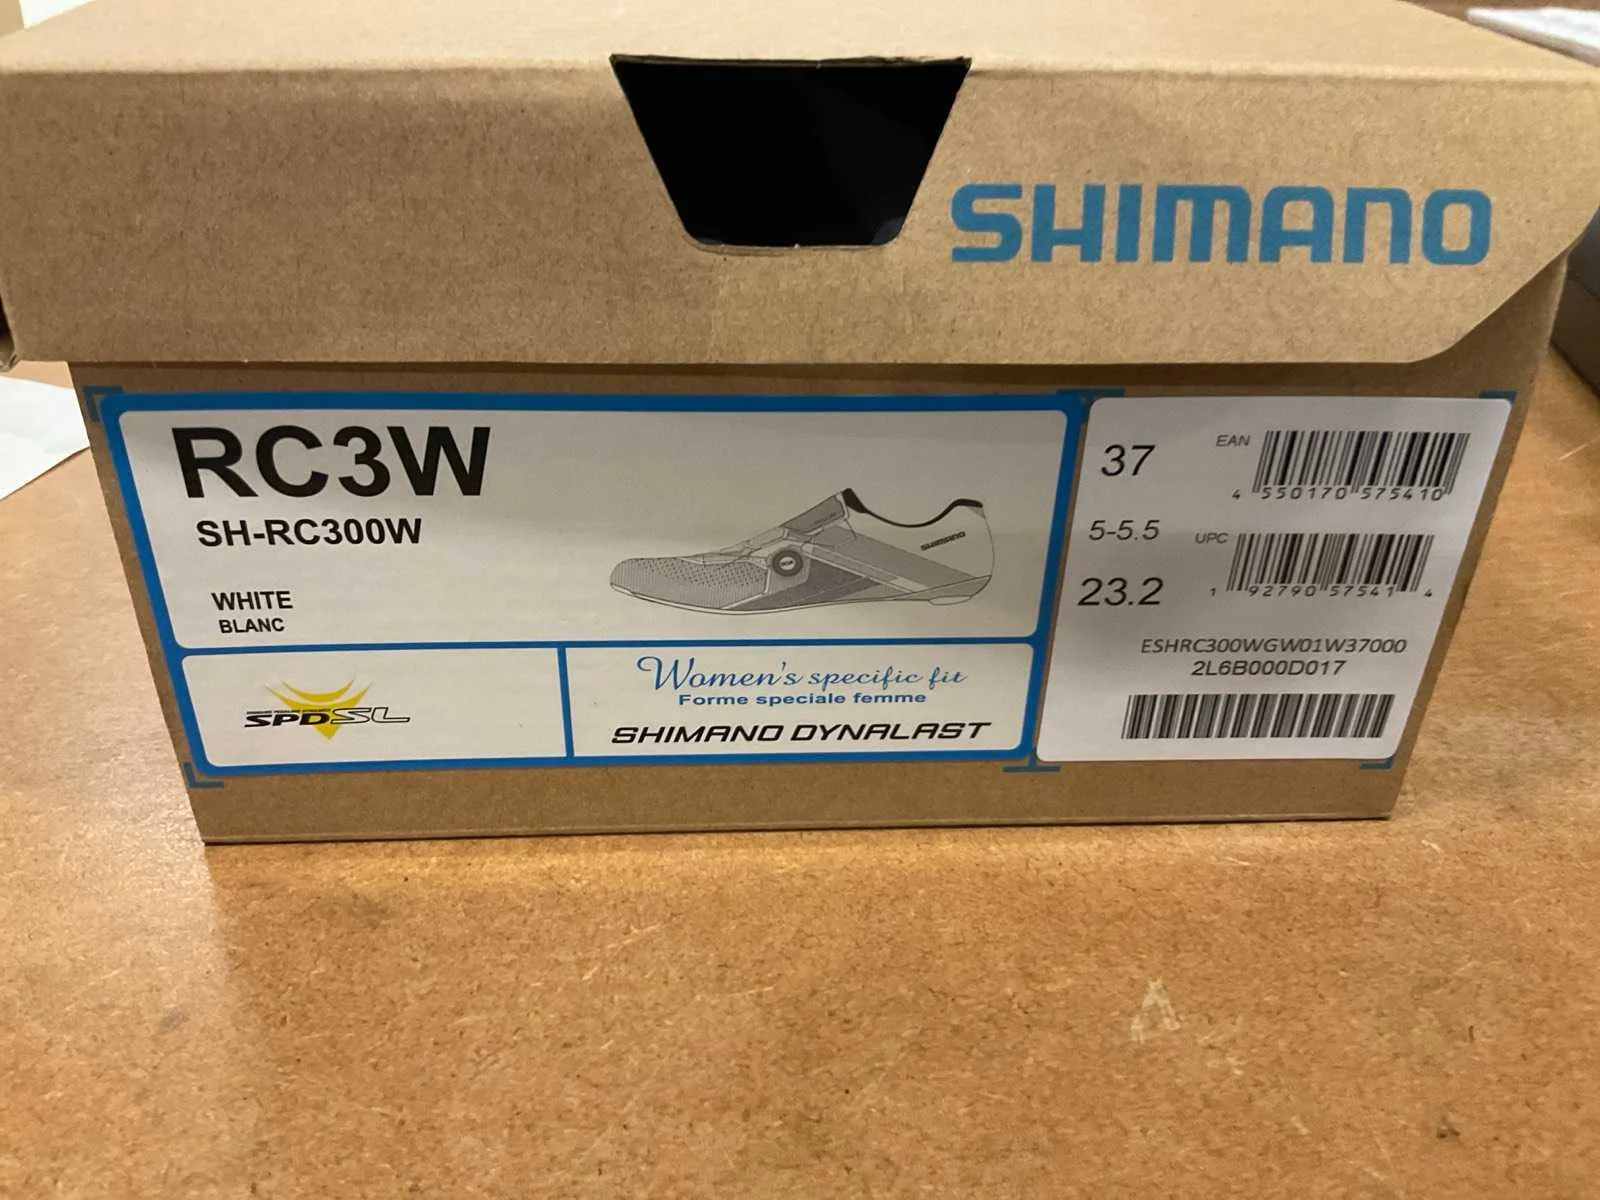 SHIMANO
RC3W
SH-RC300W
WHITE
BLANC
SHIMANO
SPD-SL
Women's specific fit
Forme speciale femme
SHIMANO DYNALAST
37
5-5.5
23.2
EAN
4 550170 575410
UPC
1 92790 57541 4
ESHRC300WGW01W37000
2L6B000D017